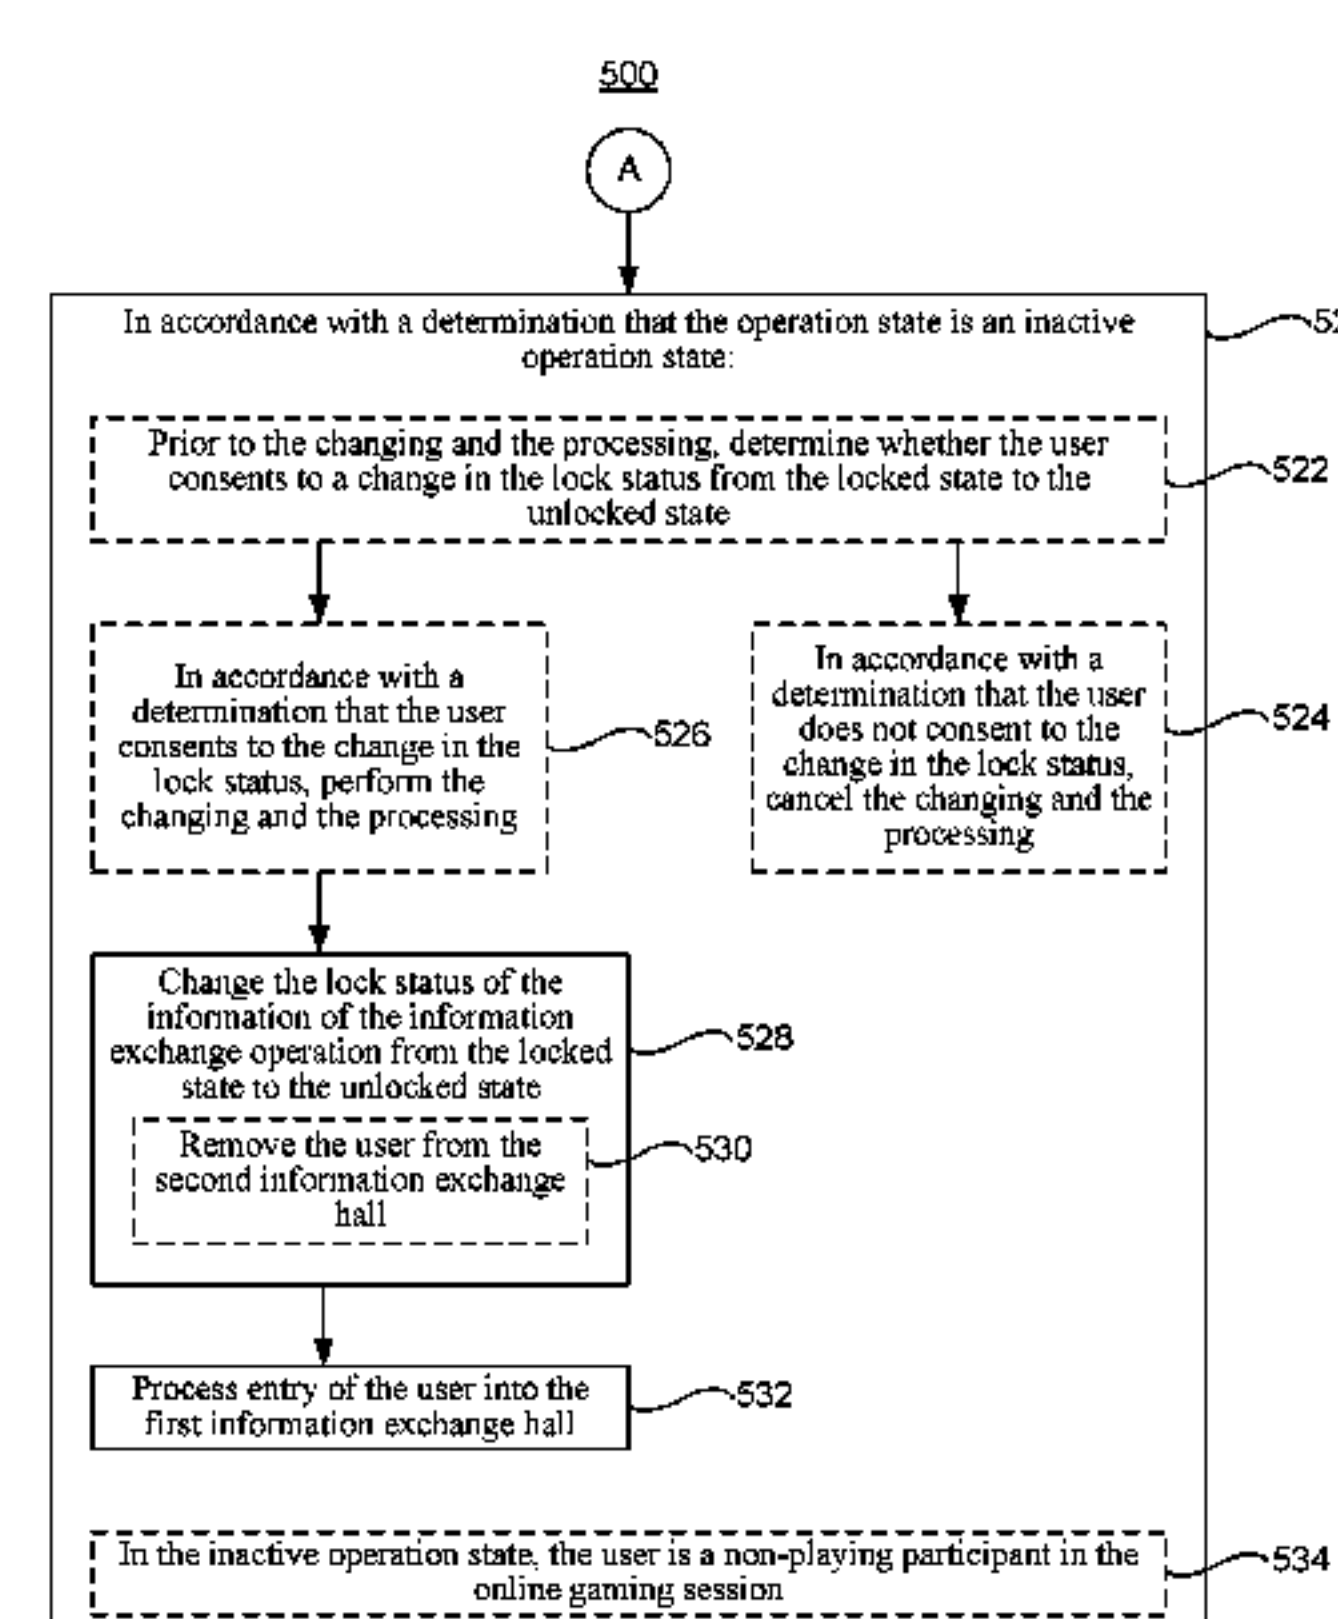 500
A
In accordance with a determination that the operation state is an inactive
operation state:
Prior to the changing and the processing, determine whether the user
consents to a change in the lock status from the locked state to the
unlocked state
522
In accordance with a
determination that the user
consents to the change in the
lock status, perform the
changing and the processing
526
In accordance with a
determination that the user
does not consent to the
change in the lock status,
cancel the changing and the
processing
524
Change the lock status of the
information of the information
exchange operation from the locked
state to the unlocked state
528
Remove the user from the
second information exchange
hall
530
Process entry of the user into the
first information exchange hall
532
In the inactive operation state, the user is a non-playing participant in the
online gaming session
534